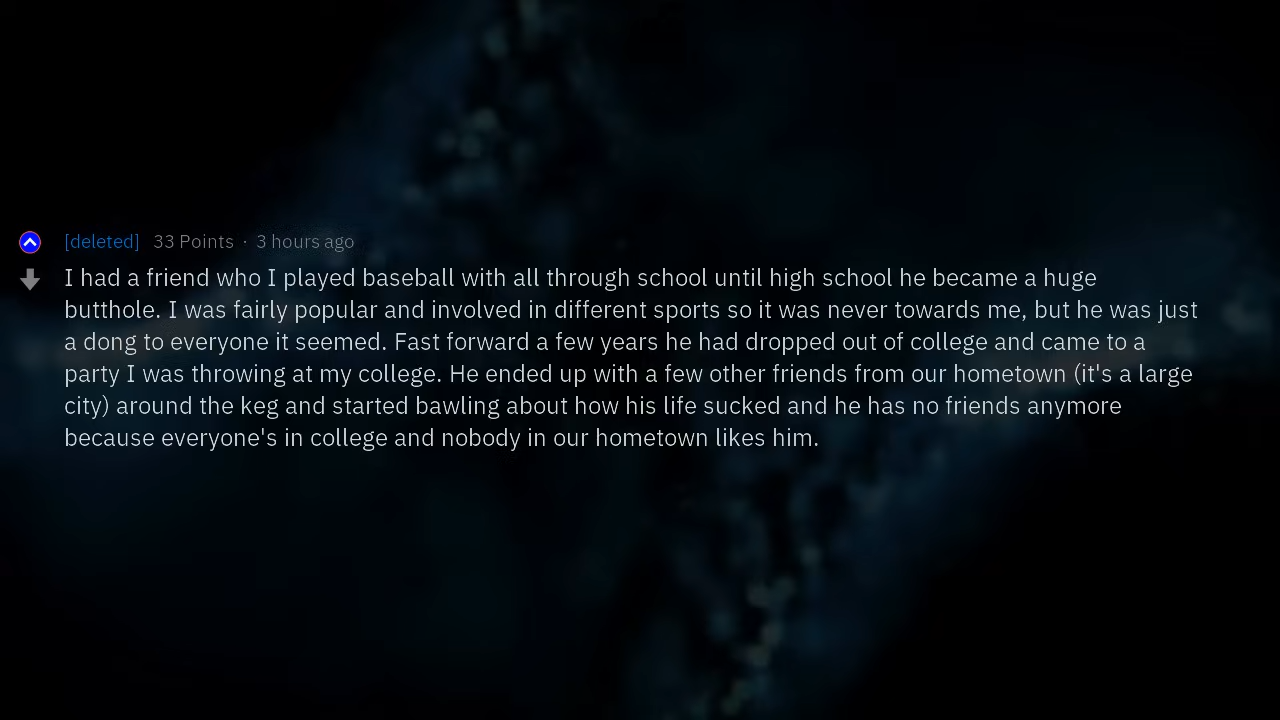 [deleted] 33 Points · 3 hours ago
I had a friend who I played baseball with all through school until high school he became a huge
butthole. I was fairly popular and involved in different sports so it was never towards me, but he was just
a dong to everyone it seemed. Fast forward a few years he had dropped out of college and came to a
party I was throwing at my college. He ended up with a few other friends from our hometown (it's a large
city) around the keg and started bawling about how his life sucked and he has no friends anymore
because everyone's in college and nobody in our hometown likes him.